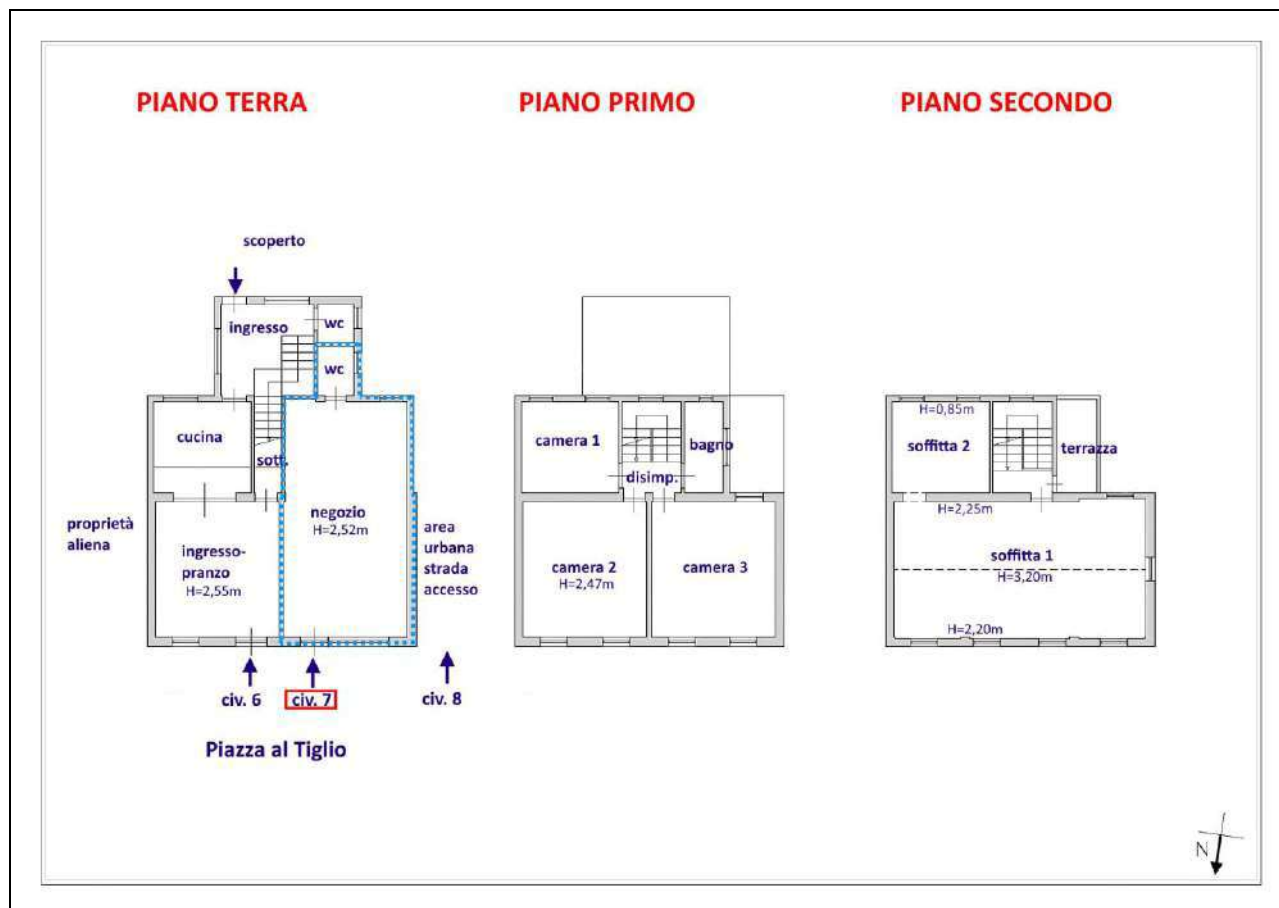 PIANO TERRA
PIANO PRIMO
PIANO SECONDO
scoperto
ingresso
wc
wc
cucina
sott.
negozio
H=2,52m
proprietà
aliena
ingresso-
pranzo
H=2,55m
area
urbana
strada
accesso
civ. 6
civ. 7
civ. 8
Piazza al Tiglio
camera 1
bagno
disimp.
camera 2
H=2,47m
camera 3
H=0,85m
soffitta 2
terrazza
H=2,25m
soffitta 1
H=3,20m
H=2,20m
N